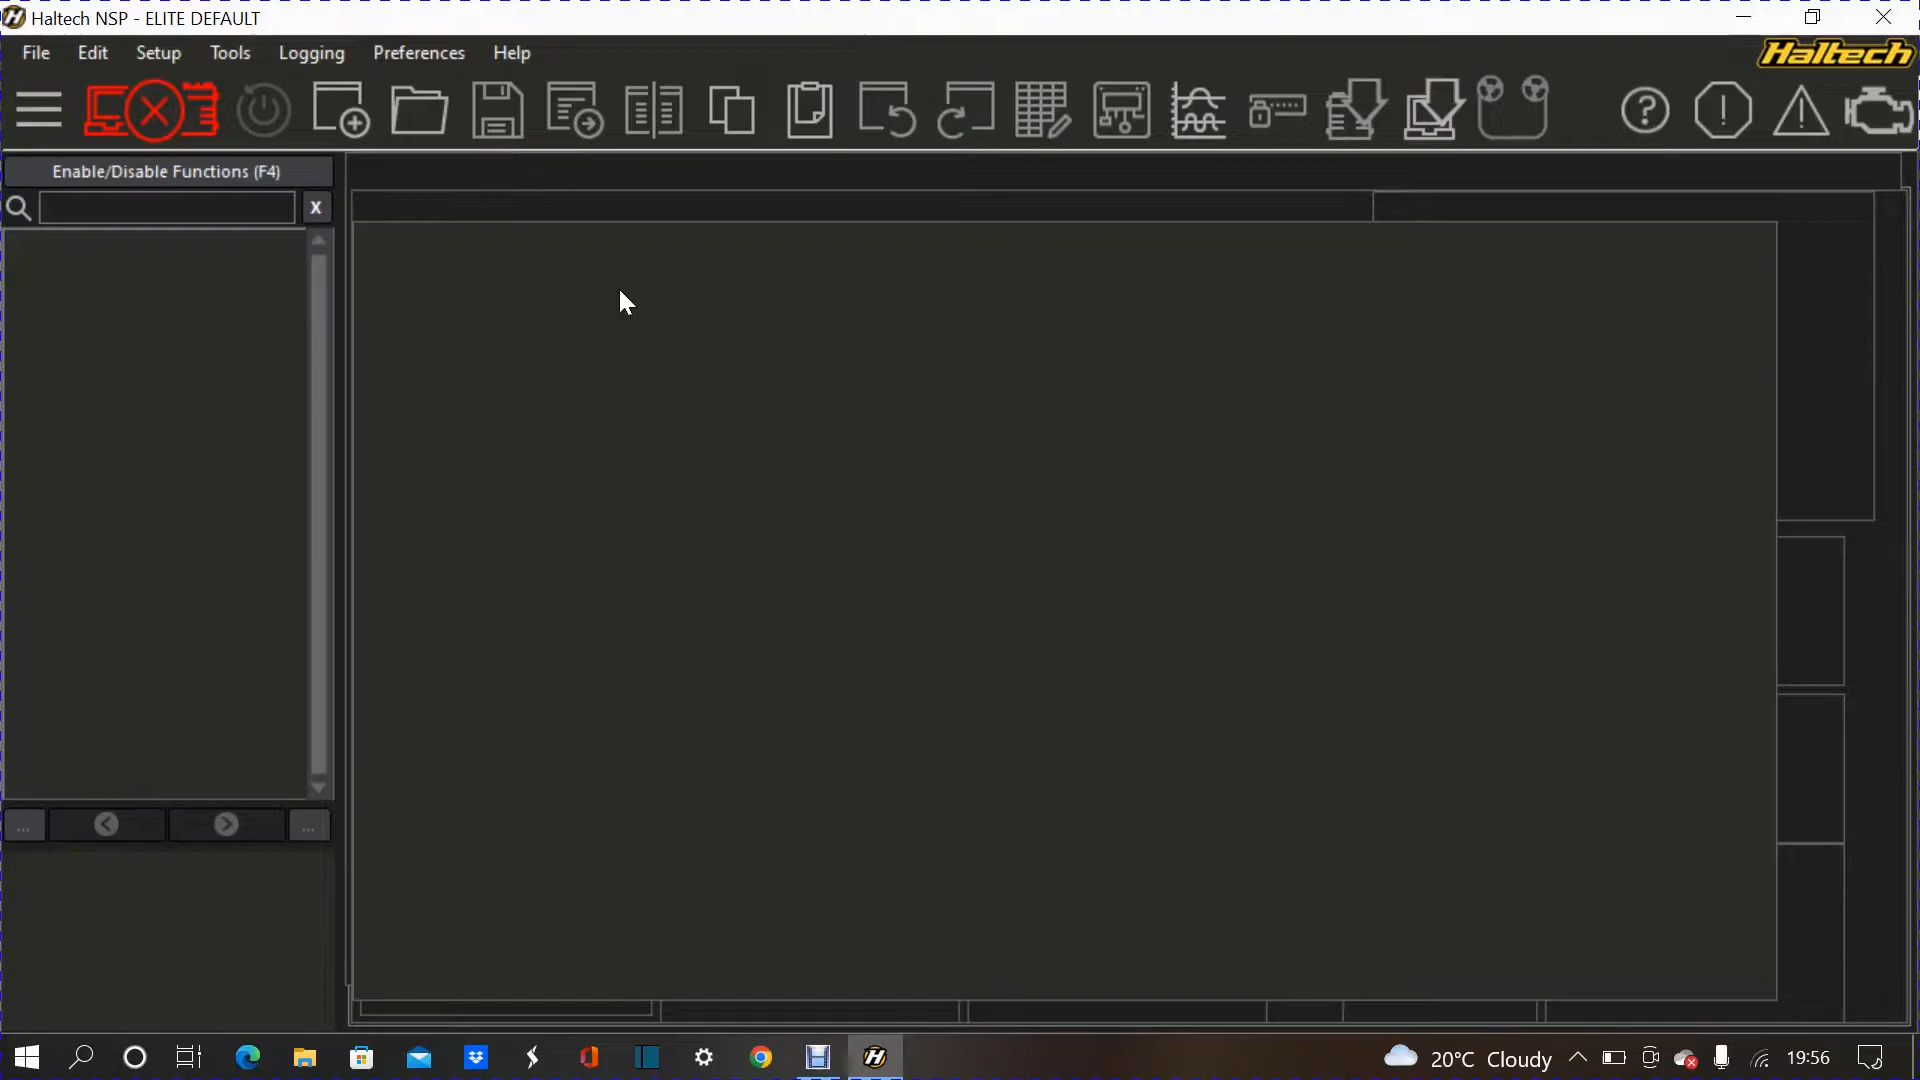 Haltech NSP - ELITE DEFAULT
File Edit Setup Tools Logging Preferences Help
Haltech
Enable/Disable Functions (F4)
X
... ...
20°C Cloudy 19:56